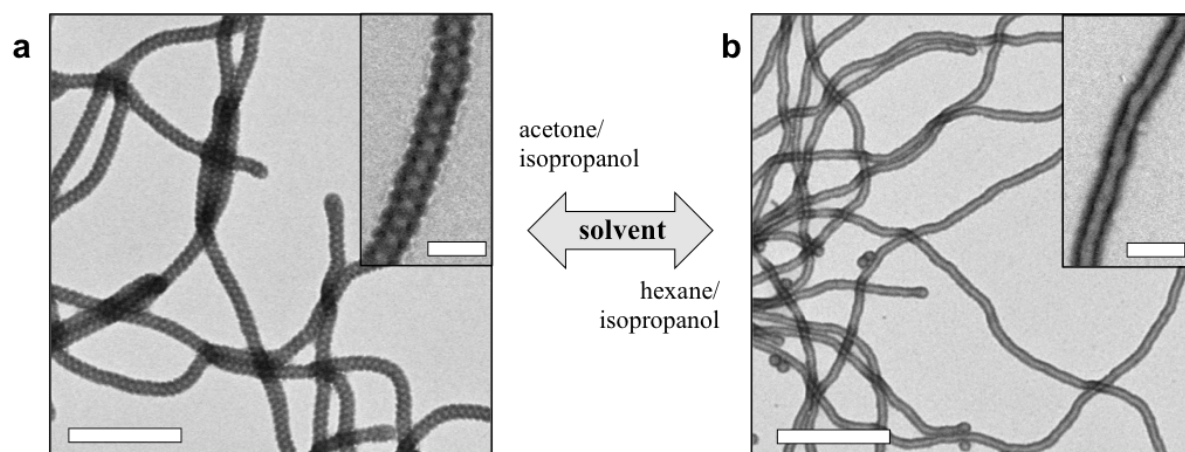 a
b
acetone/
isopropanol
solvent
hexane/
isopropanol